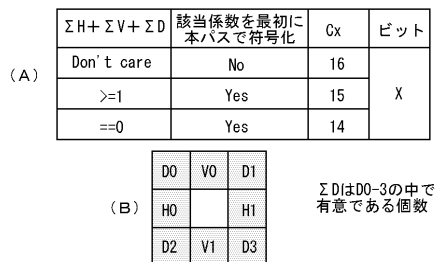 ΣH+ΣV+ΣD 該当係数を最初に本パスで符号化 Cx ビット
(A)
Don't care No 16
>=1 Yes 15 X
==0 Yes 14
(B)
D0 V0 D1
H0 H1
D2 V1 D3
ΣDはD0-3の中で
有意である個数